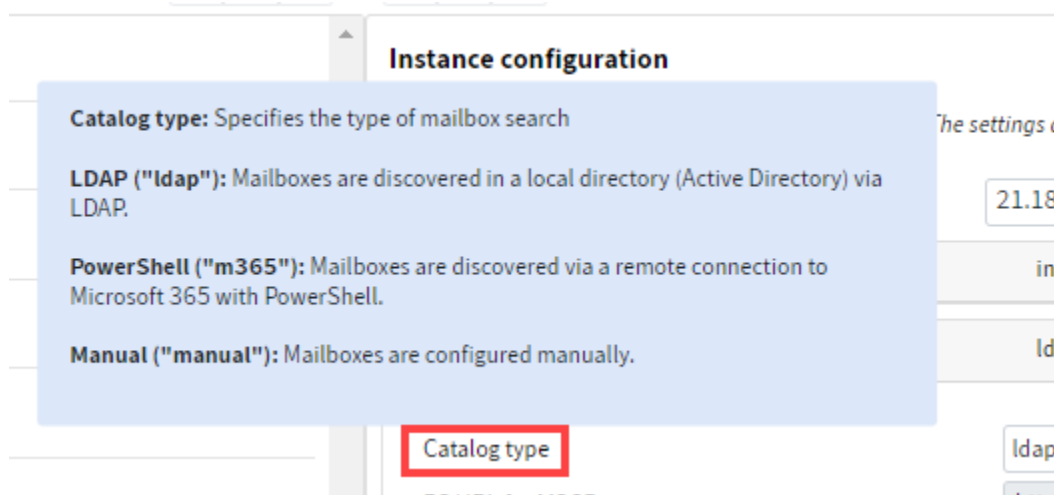 Instance configuration
Catalog type: Specifies the type of mailbox search
The settings
LDAP ("ldap"): Mailboxes are discovered in a local directory (Active Directory) via
LDAP.
21.18
PowerShell ("m365"): Mailboxes are discovered via a remote connection to
Microsoft 365 with PowerShell.
Manual ("manual"): Mailboxes are configured manually.
Catalog type
ldap